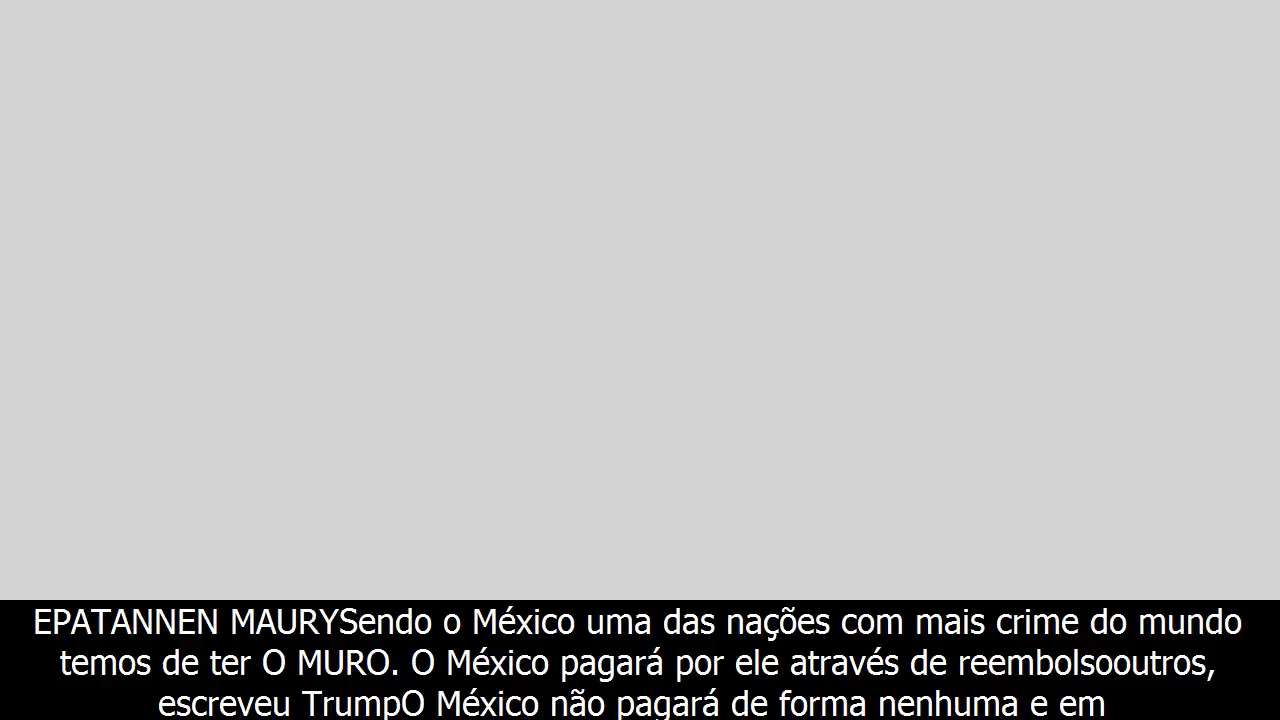 EPATANNEN MAURYSendo o México uma das nações com mais crime do mundo
temos de ter O MURO. O México pagará por ele através de reembolsooutros,
escreveu TrumpO México não pagará de forma nenhuma e em